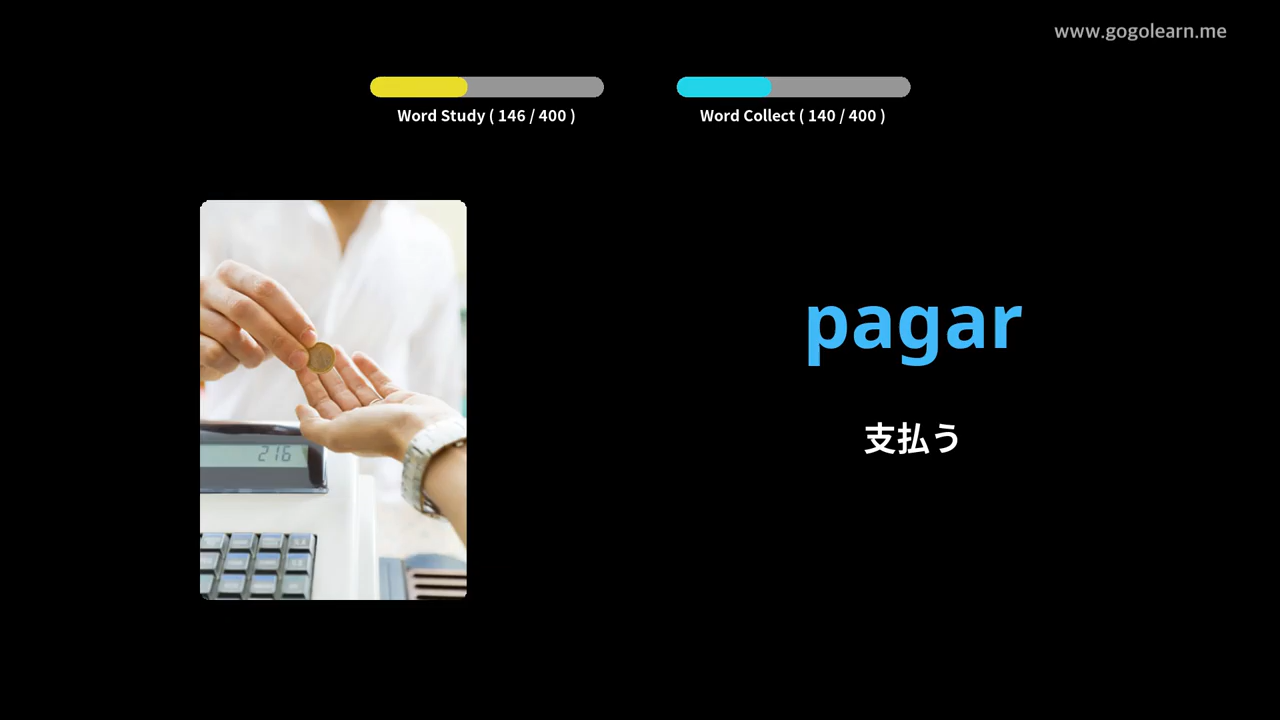 www.gogolearn.me
Word Study ( 146 / 400 )
Word Collect ( 140 / 400 )
pagar
支払う
216